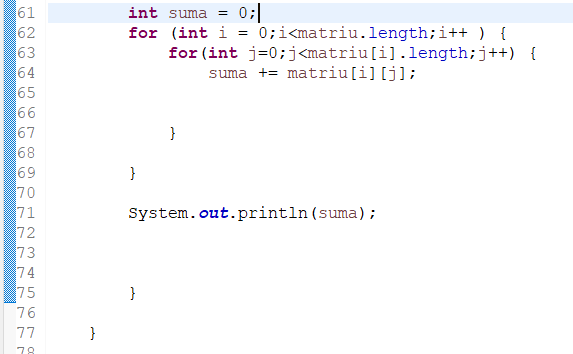 61 int suma = 0;
62 for (int i = 0;i<matriu.length;i++ ) {
63 for(int j=0;j<matriu[i].length;j++) {
64 suma += matriu[i][j];
65
66
67 }
68
69 }
70
71 System.out.println(suma);
72
73
74
75 }
76
77 }
78